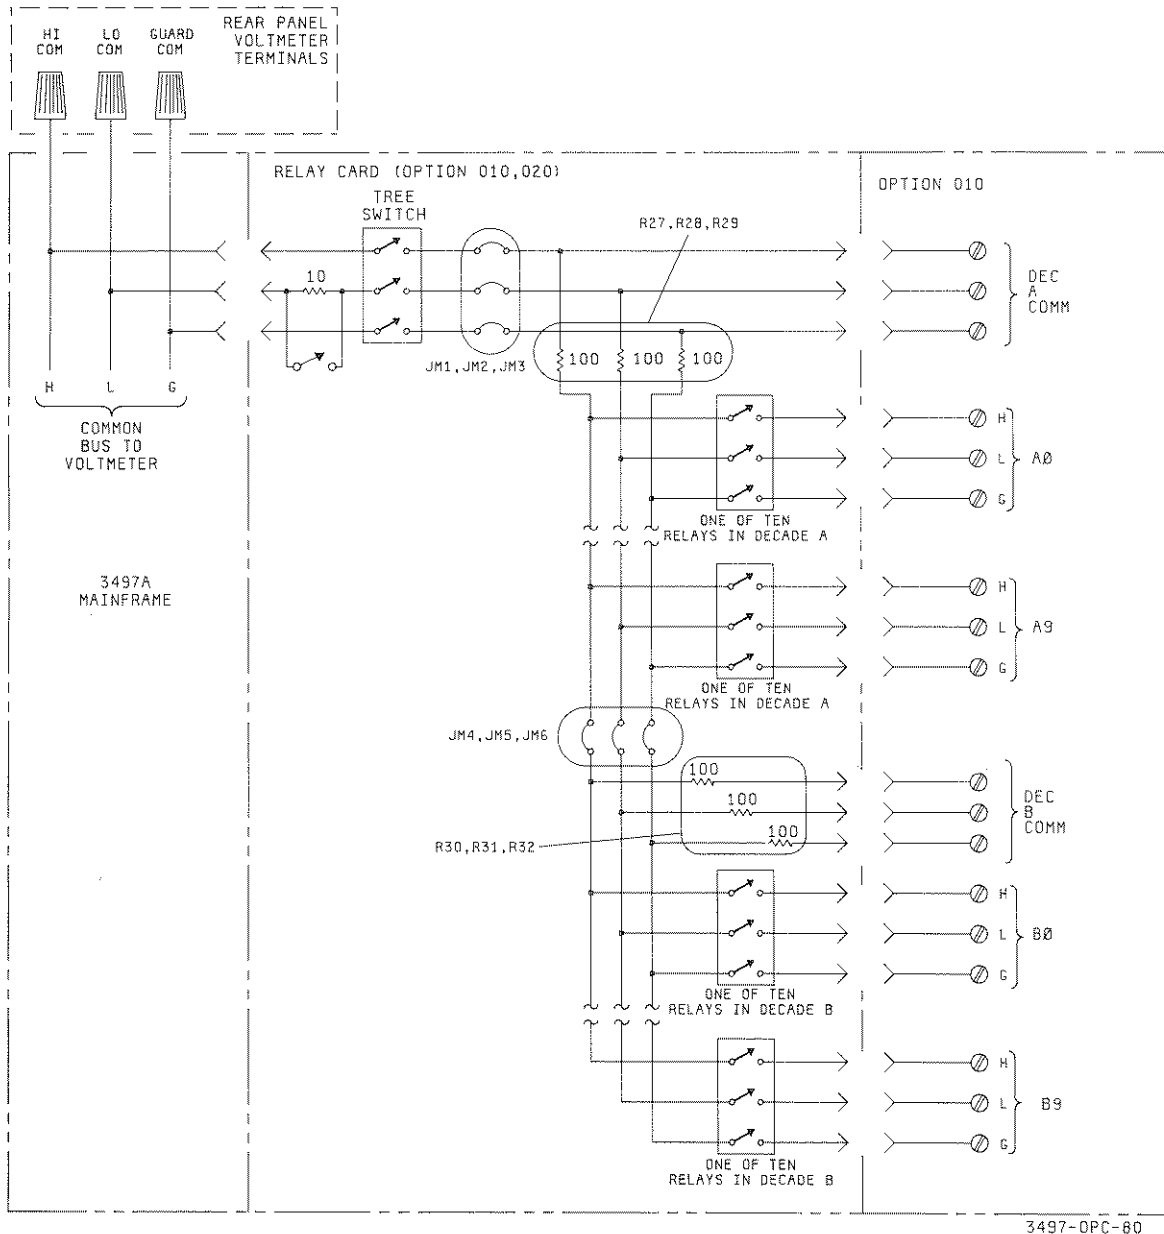 HI
COM
LO
COM
GUARD
COM
REAR PANEL
VOLTMETER
TERMINALS
RELAY CARD (OPTION 010,020)
TREE
SWITCH
OPTION 010
R27,R28,R29
10
DEC
A
COMM
JM1,JM2,JM3
100
100
100
H
L
G
COMMON
BUS TO
VOLTMETER
H
L
G
A0
ONE OF TEN
RELAYS IN DECADE A
3497A
MAINFRAME
H
L
G
A9
ONE OF TEN
RELAYS IN DECADE A
JM4,JM5,JM6
100
100
100
DEC
B
COMM
R30,R31,R32
H
L
G
B0
ONE OF TEN
RELAYS IN DECADE B
H
L
G
B9
ONE OF TEN
RELAYS IN DECADE B
3497-OPC-80